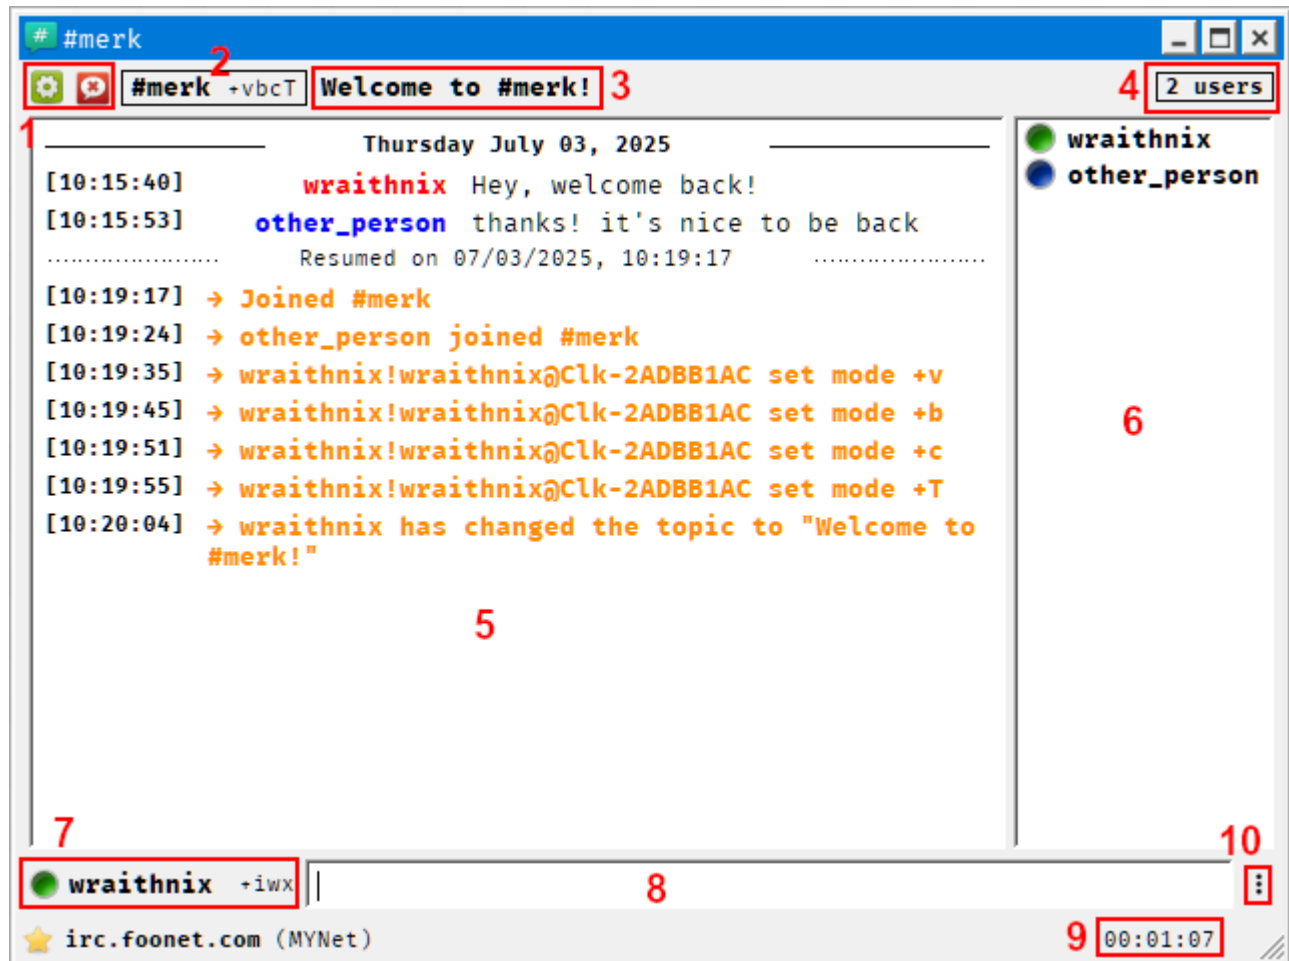 # #merk
2
#merk +vbcT Welcome to #merk! 3 4 2 users
1
Thursday July 03, 2025
[10:15:40] wraithnix Hey, welcome back!
[10:15:53] other_person thanks! it's nice to be back
Resumed on 07/03/2025, 10:19:17
[10:19:17] → Joined #merk
[10:19:24] → other_person joined #merk
[10:19:35] → wraithnix!wraithnix@Clk-2ADBB1AC set mode +v
[10:19:45] → wraithnix!wraithnix@Clk-2ADBB1AC set mode +b
[10:19:51] → wraithnix!wraithnix@Clk-2ADBB1AC set mode +c
[10:19:55] → wraithnix!wraithnix@Clk-2ADBB1AC set mode +T
[10:20:04] → wraithnix has changed the topic to "Welcome to
#merk!"
5
wraithnix
other_person
6
7
10
wraithnix +iwx 8
irc.foonet.com (MYNet) 9 00:01:07